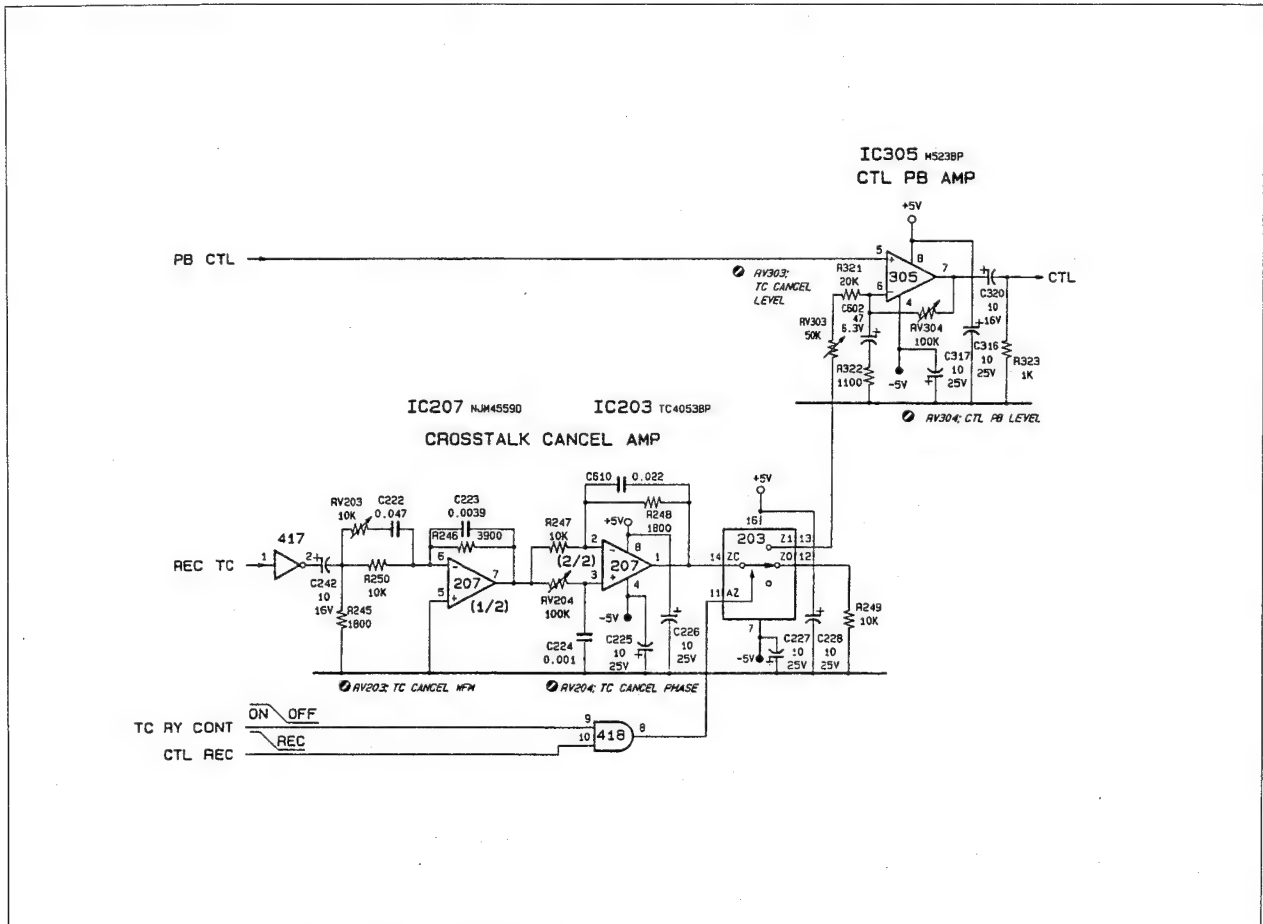 IC305 M5238P
CTL PB AMP
+5V
PB CTL
5
8
7
305
6
4
CTL
RV303;
TC CANCEL
LEVEL
R321
20K
C602
47
6.3V
RV303
50K
RV304
100K
C320
10
16V
R322
1100
-5V
C317
10
25V
C316
10
25V
R323
1K
RV304; CTL PB LEVEL
IC207 NJM4559D
IC203 TC4053BP
CROSSTALK CANCEL AMP
C610 0.022
+5V
RV203
10K
C222
0.047
C223
0.0039
R246 3900
R247
10K
R248
1800
+5V
16
203
Z1 13
417
REC TC
1
2
C242
10
16V
R250
10K
R245
1800
6
5
7
207
(1/2)
2
(2/2)
3
8
207
1
4
RV204
100K
-5V
14 ZC
Z0 12
11 AZ
7
R249
10K
C224
0.001
C225
10
25V
C226
10
25V
-5V
C227
10
25V
C228
10
25V
RV203; TC CANCEL WFM
RV204; TC CANCEL PHASE
ON OFF
TC RY CONT
9
8
10
418
REC
CTL REC